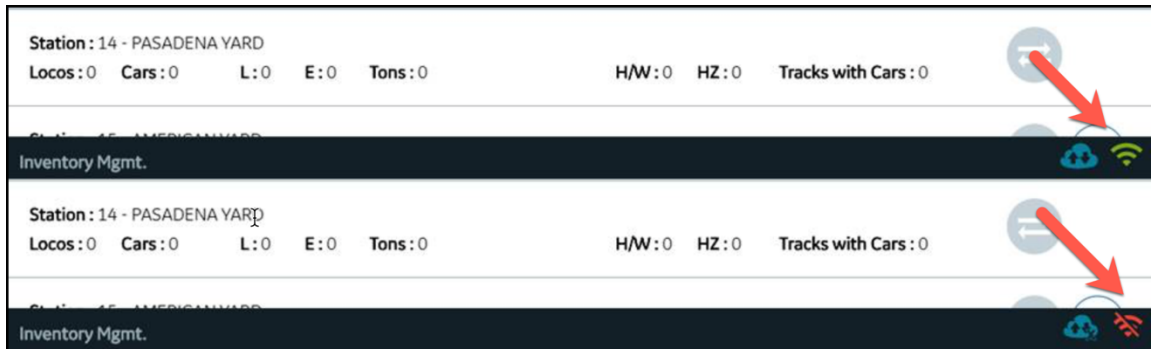 Station : 14 - PASADENA YARD
Locos : 0 Cars : 0 L : 0 E : 0 Tons : 0 H/W : 0 HZ : 0 Tracks with Cars : 0
Inventory Mgmt.
Station : 14 - PASADENA YARD
Locos : 0 Cars : 0 L : 0 E : 0 Tons : 0 H/W : 0 HZ : 0 Tracks with Cars : 0
Inventory Mgmt.